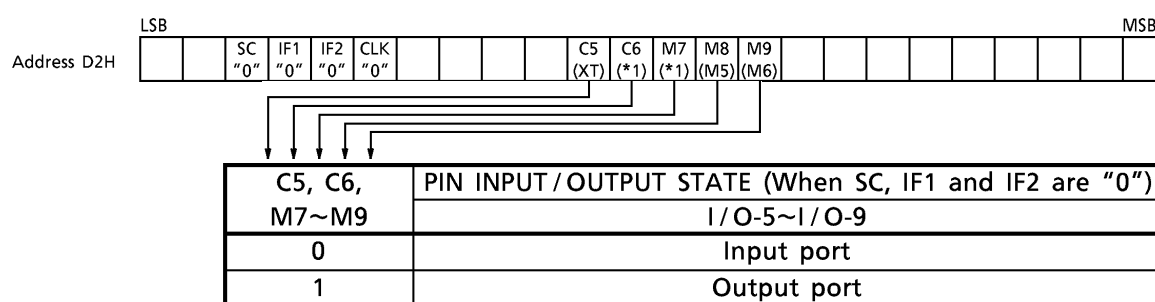 LSB MSB
SC IF1 IF2 CLK C5 C6 M7 M8 M9
Address D2H "0" "0" "0" "0" (XT) (*1) (*1) (M5) (M6)
C5, C6, PIN INPUT/OUTPUT STATE (When SC, IF1 and IF2 are "0")
M7~M9 I/O-5~I/O-9
0 Input port
1 Output port